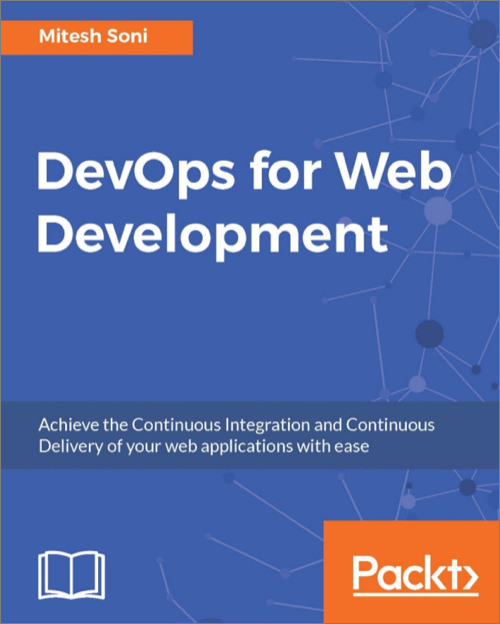 Mitesh Soni
DevOps for Web
Development
Achieve the Continuous Integration and Continuous
Delivery of your web applications with ease
Packt>